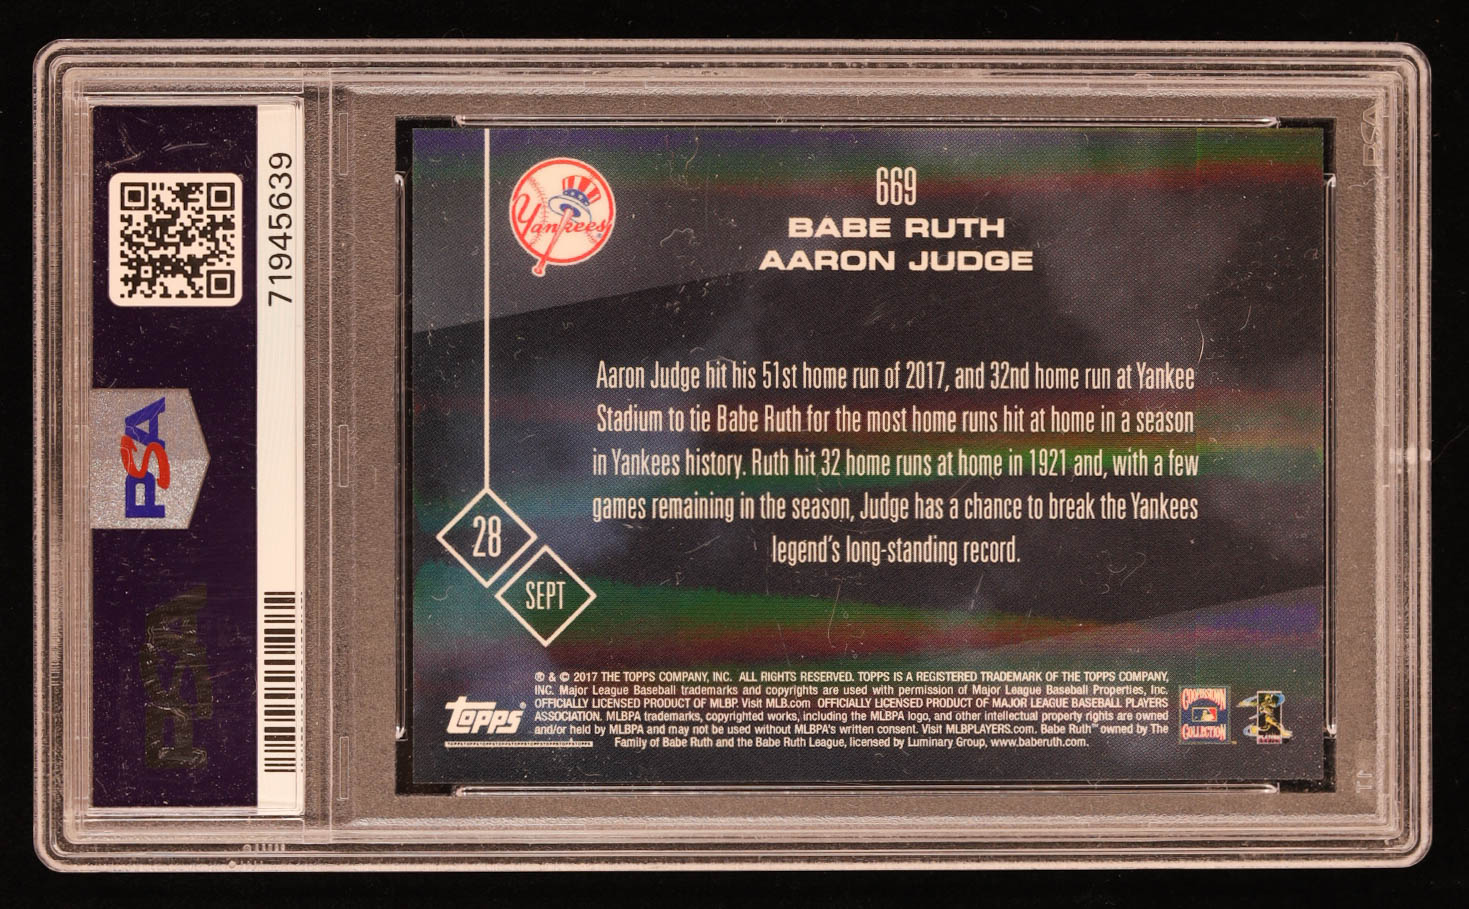 71945639
PSA
PSA
Yankees
669
BABE RUTH
AARON JUDGE
Aaron Judge hit his 51st home run of 2017, and 32nd home run at Yankee
Stadium to tie Babe Ruth for the most home runs hit at home in a season
in Yankees history. Ruth hit 32 home runs at home in 1921 and, with a few
games remaining in the season, Judge has a chance to break the Yankees
legend's long-standing record.
28
SEPT
® & © 2017 THE TOPPS COMPANY, INC. ALL RIGHTS RESERVED. TOPPS IS A REGISTERED TRADEMARK OF THE TOPPS COMPANY,
INC. Major League Baseball trademarks and copyrights are used with permission of Major League Baseball Properties, Inc.
OFFICIALLY LICENSED PRODUCT OF MLBP. Visit MLB.com OFFICIALLY LICENSED PRODUCT OF MAJOR LEAGUE BASEBALL PLAYERS
ASSOCIATION. MLBPA trademarks, copyrighted works, including the MLBPA logo, and other intellectual property rights are owned
and/or held by MLBPA and may not be used without MLBPA's written consent. Visit MLBPLAYERS.com. Babe Ruth™ owned by The
Family of Babe Ruth and the Babe Ruth League, licensed by Luminary Group, www.baberuth.com.
topps®
COOPERSTOWN
COLLECTION
PSA